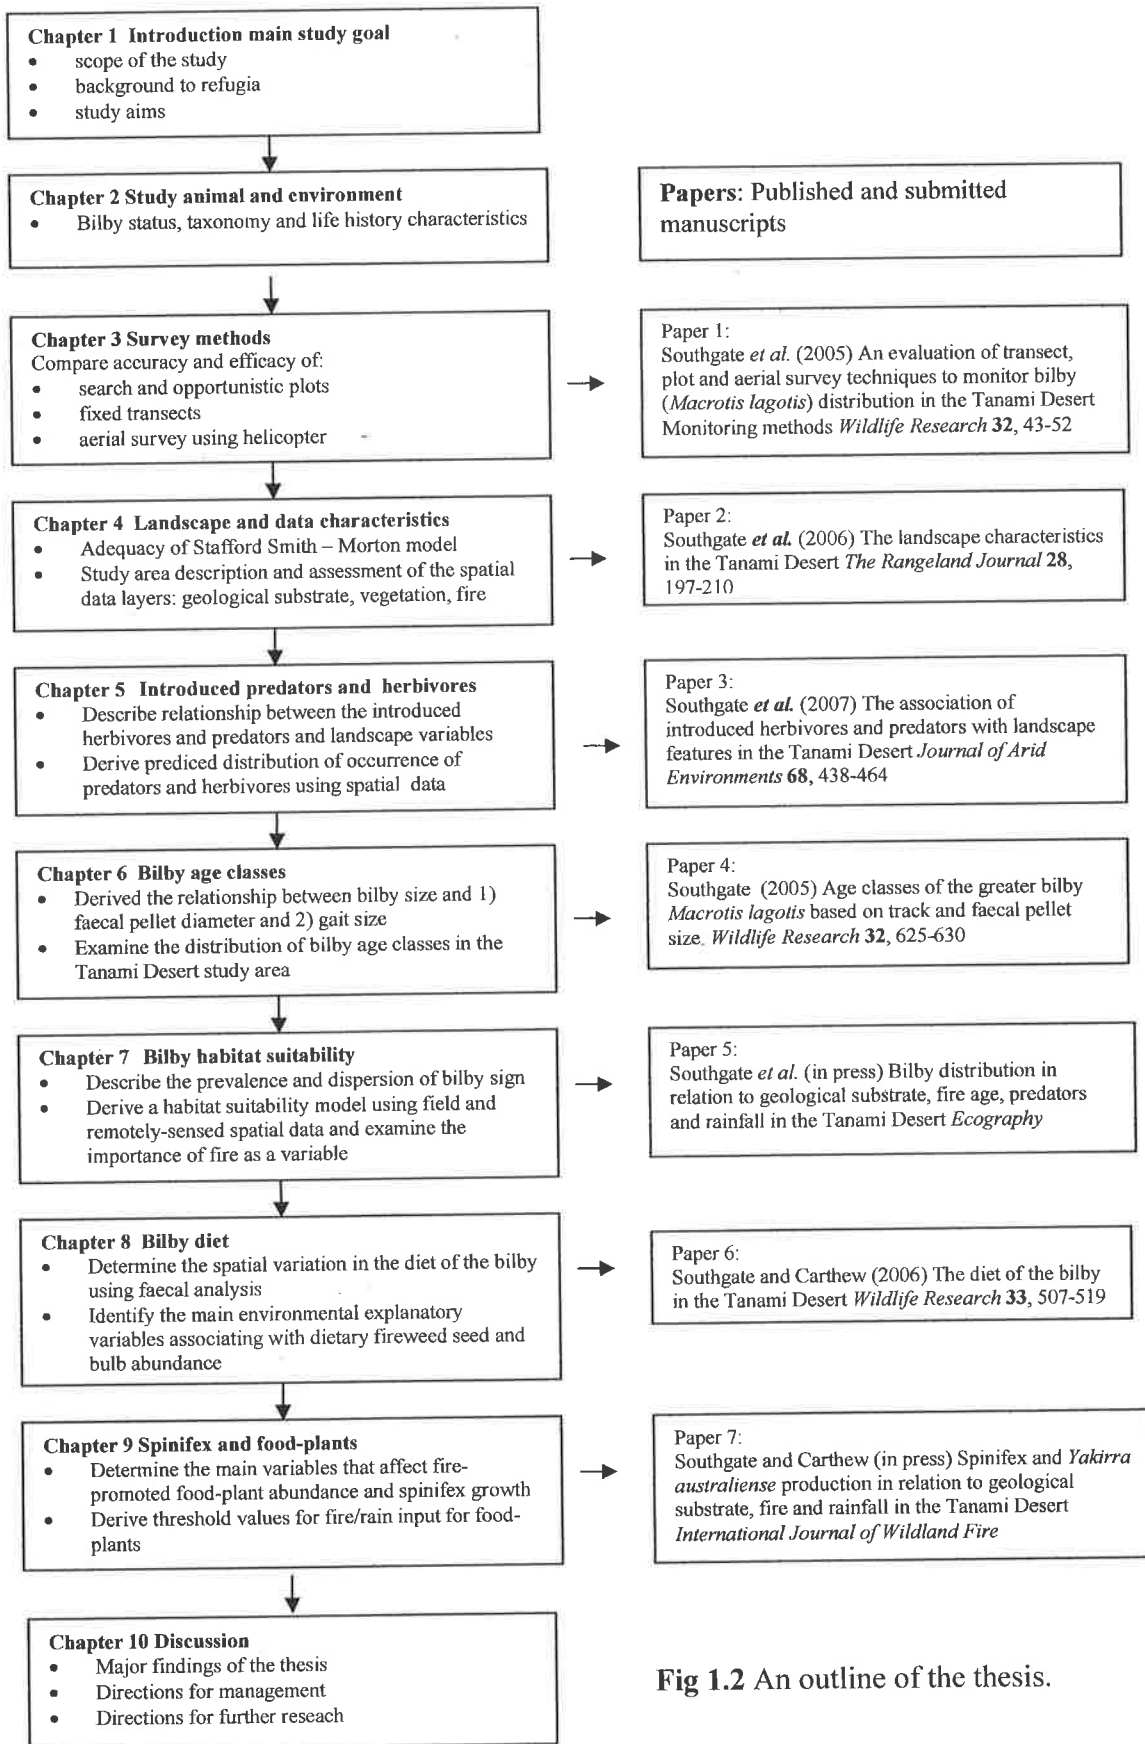 Chapter 1 Introduction main study goal
• scope of the study
• background to refugia
• study aims
Chapter 2 Study animal and environment
• Bilby status, taxonomy and life history characteristics
Papers: Published and submitted
manuscripts
Chapter 3 Survey methods
Compare accuracy and efficacy of:
• search and opportunistic plots
• fixed transects
• aerial survey using helicopter
Paper 1:
Southgate et al. (2005) An evaluation of transect,
plot and aerial survey techniques to monitor bilby
(Macrotis lagotis) distribution in the Tanami Desert
Monitoring methods Wildlife Research 32, 43-52
Chapter 4 Landscape and data characteristics
• Adequacy of Stafford Smith – Morton model
• Study area description and assessment of the spatial
data layers: geological substrate, vegetation, fire
Paper 2:
Southgate et al. (2006) The landscape characteristics
in the Tanami Desert The Rangeland Journal 28,
197-210
Chapter 5 Introduced predators and herbivores
• Describe relationship between the introduced
herbivores and predators and landscape variables
• Derive prediced distribution of occurrence of
predators and herbivores using spatial data
Paper 3:
Southgate et al. (2007) The association of
introduced herbivores and predators with landscape
features in the Tanami Desert Journal of Arid
Environments 68, 438-464
Chapter 6 Bilby age classes
• Derived the relationship between bilby size and 1)
faecal pellet diameter and 2) gait size
• Examine the distribution of bilby age classes in the
Tanami Desert study area
Paper 4:
Southgate (2005) Age classes of the greater bilby
Macrotis lagotis based on track and faecal pellet
size. Wildlife Research 32, 625-630
Chapter 7 Bilby habitat suitability
• Describe the prevalence and dispersion of bilby sign
• Derive a habitat suitability model using field and
remotely-sensed spatial data and examine the
importance of fire as a variable
Paper 5:
Southgate et al. (in press) Bilby distribution in
relation to geological substrate, fire age, predators
and rainfall in the Tanami Desert Ecography
Chapter 8 Bilby diet
• Determine the spatial variation in the diet of the bilby
using faecal analysis
• Identify the main environmental explanatory
variables associating with dietary fireweed seed and
bulb abundance
Paper 6:
Southgate and Carthew (2006) The diet of the bilby
in the Tanami Desert Wildlife Research 33, 507-519
Chapter 9 Spinifex and food-plants
• Determine the main variables that affect fire-
promoted food-plant abundance and spinifex growth
• Derive threshold values for fire/rain input for food-
plants
Paper 7:
Southgate and Carthew (in press) Spinifex and Yakirra
australiense production in relation to geological
substrate, fire and rainfall in the Tanami Desert
International Journal of Wildland Fire
Chapter 10 Discussion
• Major findings of the thesis
• Directions for management
• Directions for further reseach
Fig 1.2 An outline of the thesis.